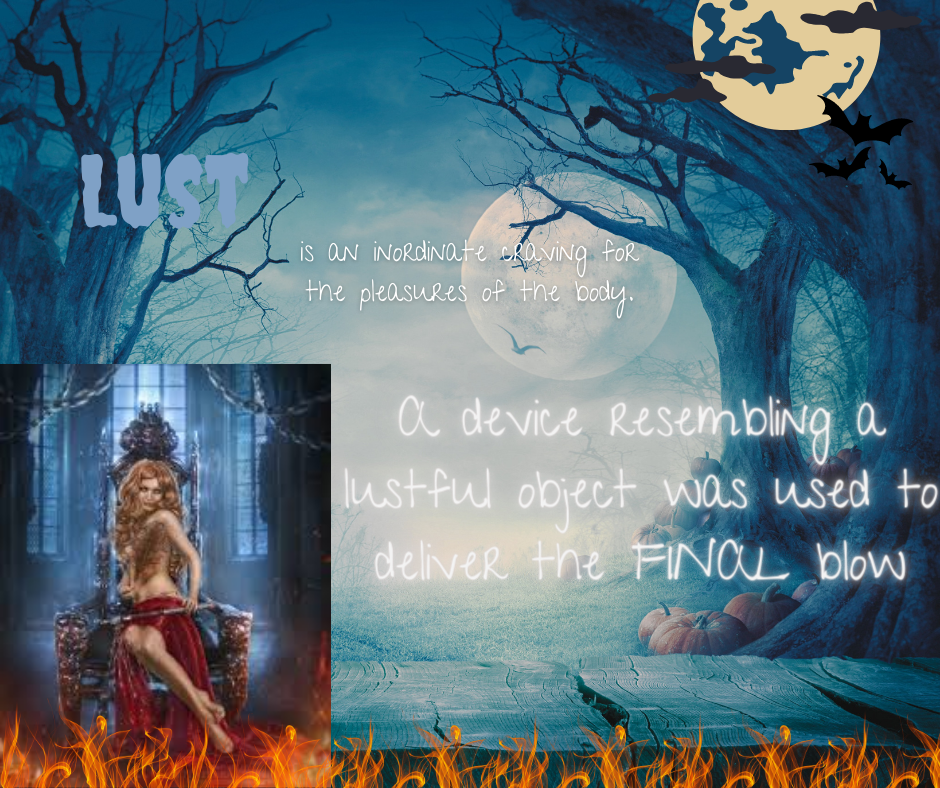 LUST
is an inordinate craving for
the pleasures of the body.
A device resembling a
lustful object was used to
deliver the FINAL blow